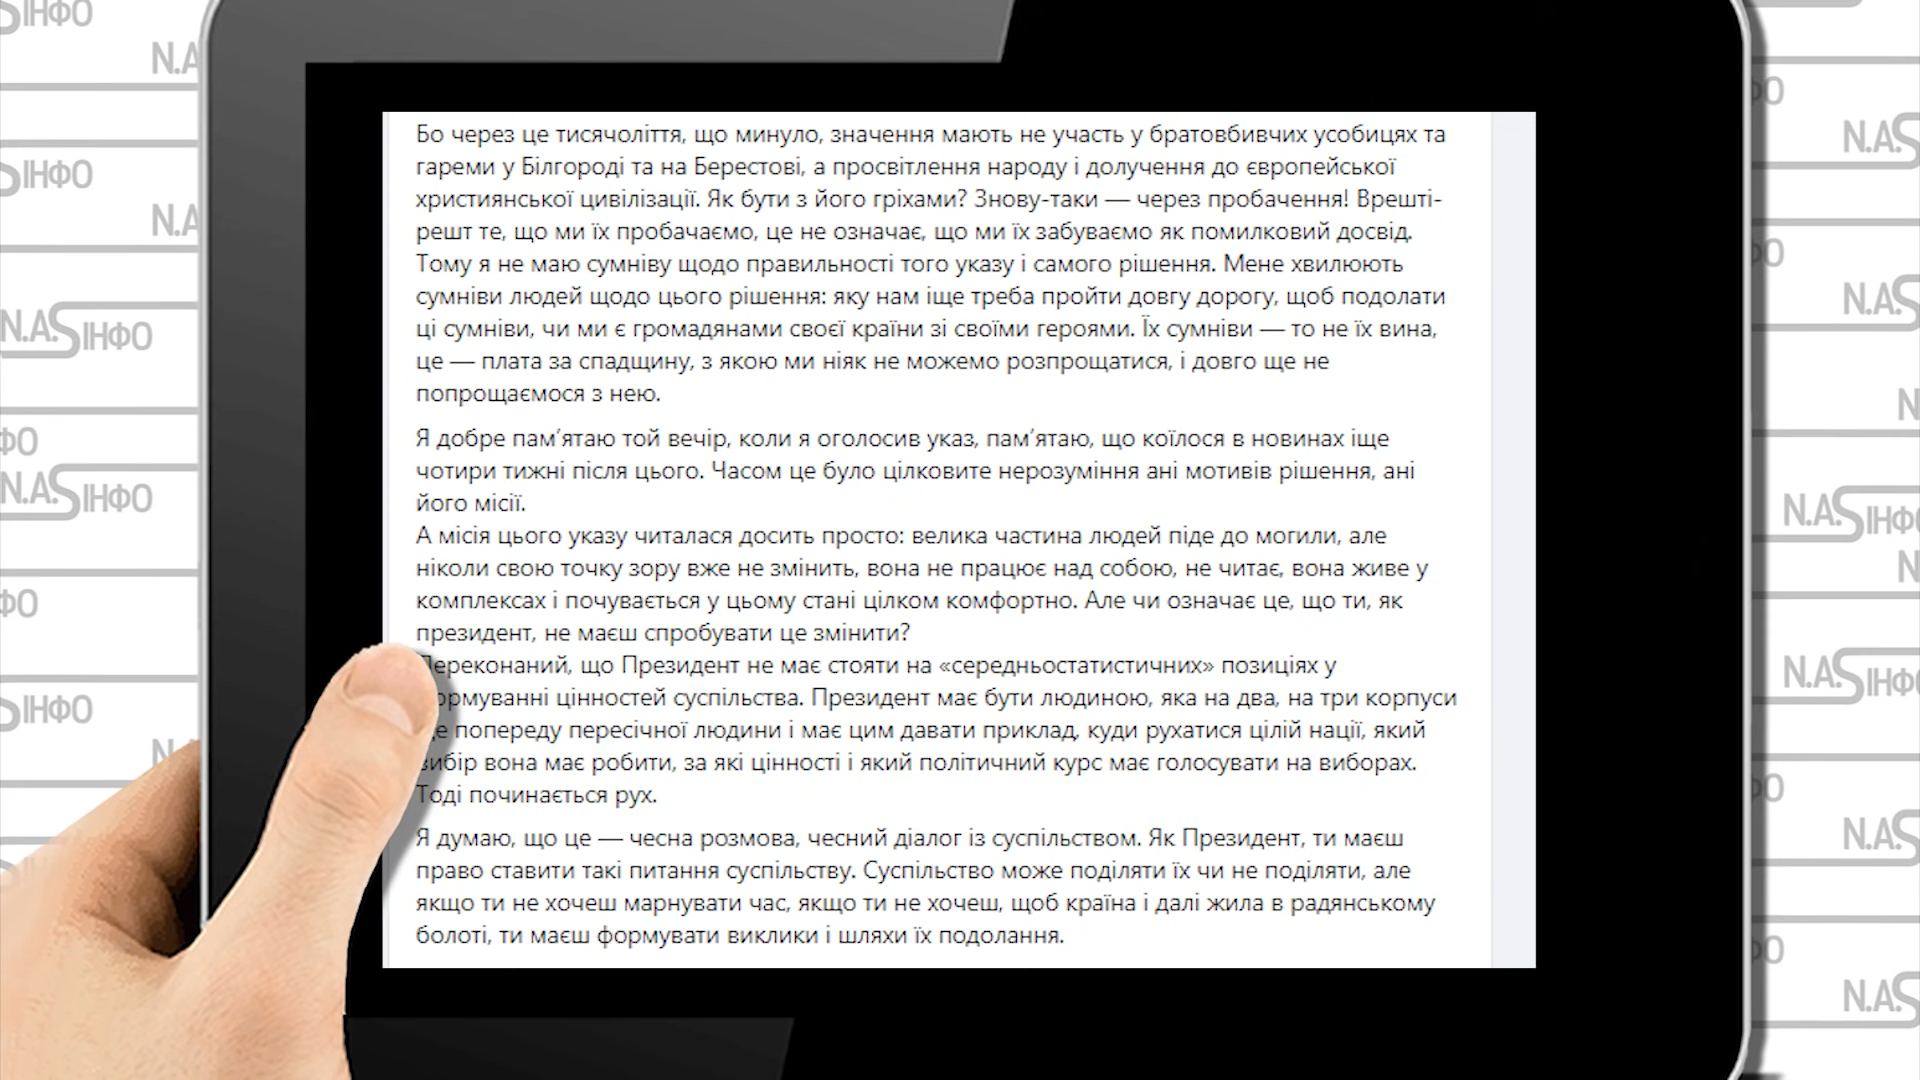 Бо через це тисячоліття, що минуло, значення мають не участь у братовбивчих усобицях та
гареми у Білгороді та на Берестові, а просвітлення народу і долучення до європейської
християнської цивілізації. Як бути з його гріхами? Знову-таки — через пробачення! Врешті-
решт те, що ми їх пробачаємо, це не означає, що ми їх забуваємо як помилковий досвід.
Тому я не маю сумніву щодо правильності того указу і самого рішення. Мене хвилюють
сумніви людей щодо цього рішення: яку нам іще треба пройти довгу дорогу, щоб подолати
ці сумніви, чи ми є громадянами своєї країни зі своїми героями. Їх сумніви — то не їх вина,
це — плата за спадщину, з якою ми ніяк не можемо розпрощатися, і довго ще не
попрощаємося з нею.
Я добре пам’ятаю той вечір, коли я оголосив указ, пам’ятаю, що коїлося в новинах іще
чотири тижні після цього. Часом це було цілковите нерозуміння ані мотивів рішення, ані
його місії.
А місія цього указу читалася досить просто: велика частина людей піде до могили, але
ніколи свою точку зору вже не змінить, вона не працює над собою, не читає, вона живе у
комплексах і почувається у цьому стані цілком комфортно. Але чи означає це, що ти, як
президент, не маєш спробувати це змінити?
Переконаний, що Президент не має стояти на «середньостатистичних» позиціях у
формуванні цінностей суспільства. Президент має бути людиною, яка на два, на три корпуси
попереду пересічної людини і має цим давати приклад, куди рухатися цілій нації, який
вибір вона має робити, за які цінності і який політичний курс має голосувати на виборах.
Тоді починається рух.
Я думаю, що це — чесна розмова, чесний діалог із суспільством. Як Президент, ти маєш
право ставити такі питання суспільству. Суспільство може поділяти їх чи не поділяти, але
якщо ти не хочеш марнувати час, якщо ти не хочеш, щоб країна і далі жила в радянському
болоті, ти маєш формувати виклики і шляхи їх подолання.
N.A.SІНФО
N.A.SІНФО
N.A.SІНФО
N.A.SІНФО